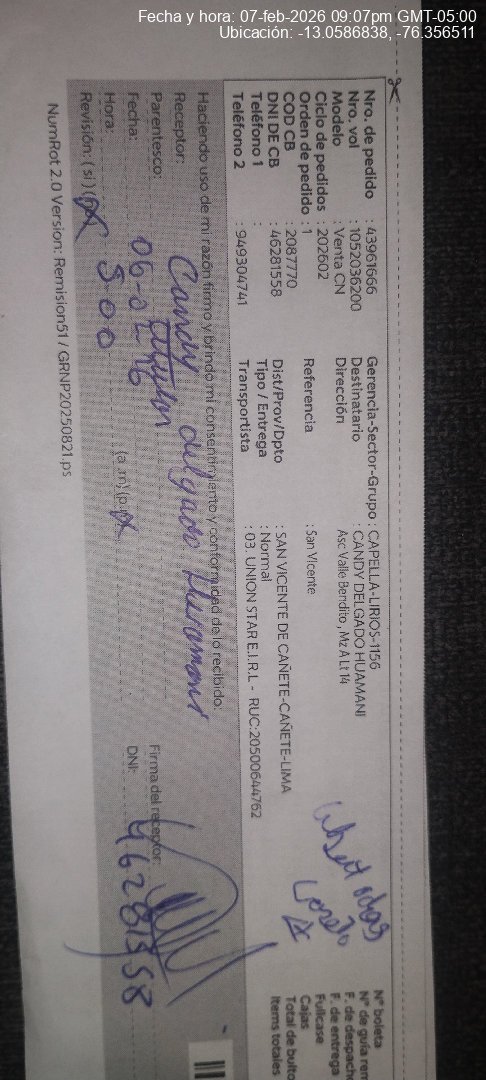 Fecha y hora: 07-feb-2026 09:07pm GMT-05:00
Ubicación: -13.0586838, -76.356511
Nro. de pedido : 43961666
Nro. vol : 1052036200
Modelo : Venta CN
Ciclo de pedidos : 202602
Orden de pedido : 1
COD CB : 2087770
DNI DE CB : 46281558
Teléfono 1 :
Teléfono 2 : 949304741
Gerencia-Sector-Grupo : CAPELLA-LIRIOS-1156
Destinatario : CANDY DELGADO HUAMANI
Dirección Asc Valle Bendito , Mz A Lt 14
Referencia : San Vicente
Dist/Prov/Dpto : SAN VICENTE DE CAÑETE-CAÑETE-LIMA
Tipo / Entrega : Normal
Transportista : 03. UNION STAR E.I.R.L - RUC:20500644762
Nº boleta
Nº de guía rem
F. de despach
F. de entrega
Fullcase
Cajas
Total de bulto
Items totales
Haciendo uso de mi razón firmo y brindo mi consentimiento y conformidad de lo recibido:
Receptor: Candy delgado
Parentesco: Titular
Fecha: 06-02-
Hora: 5.00 (a.m) (p.m)
Revisión: ( si ) (no)
Firma del receptor:
DNI: 46281558
NumRot 2.0 Version: Remision51 / GRNP20250821.ps